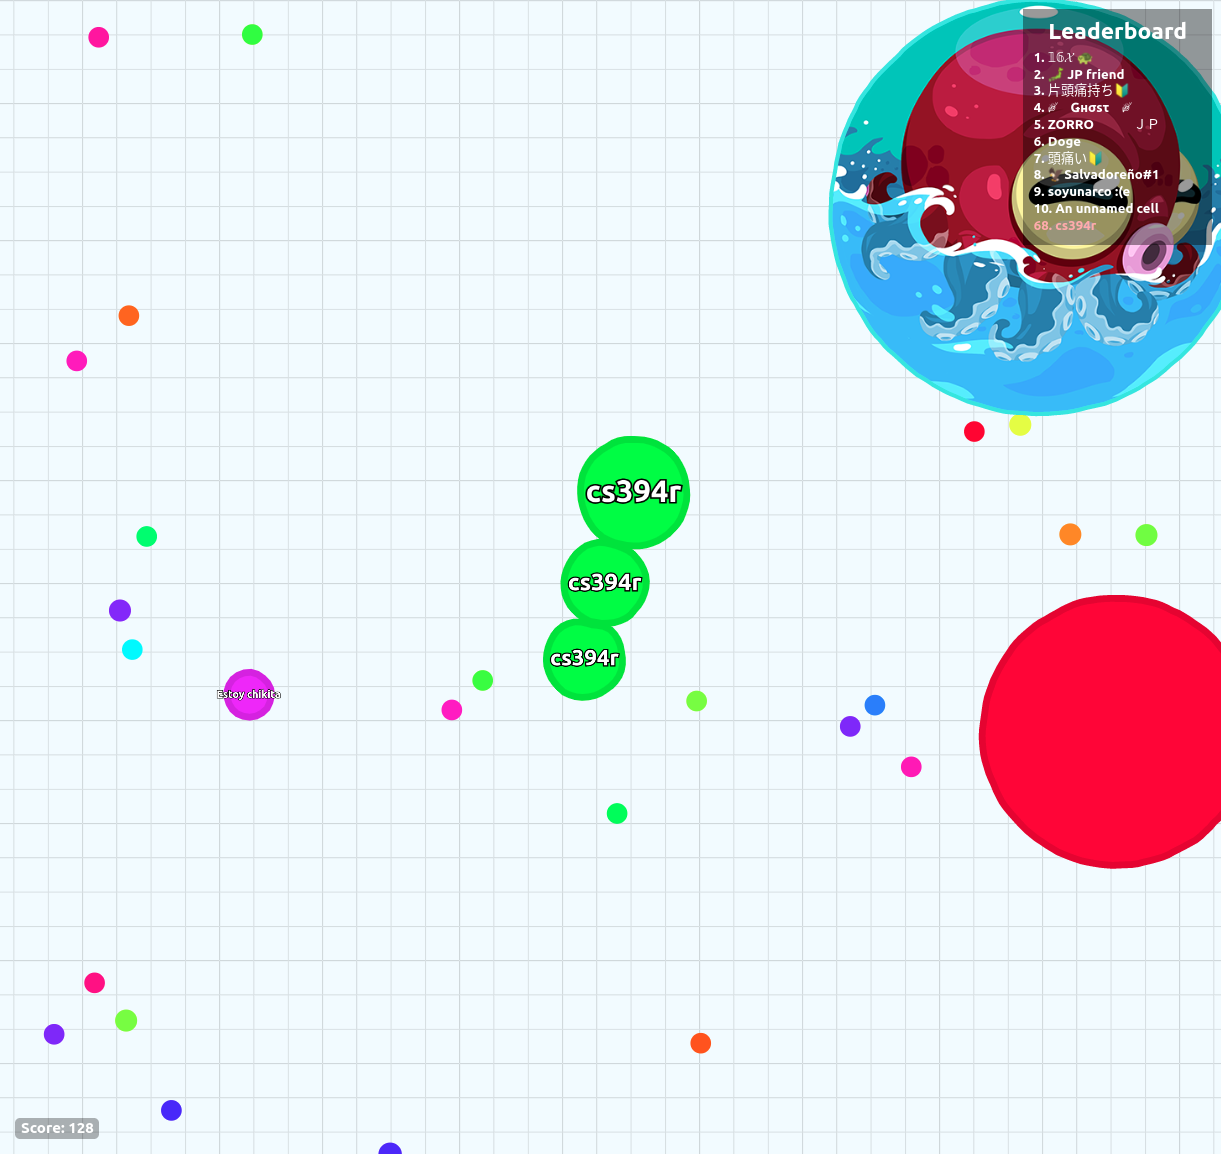 Leaderboard
1. 𝟙𝟞𝓧 🐢
2. 🐛 JP friend
3. 片頭痛持ち🔰
4. Gнσѕτ
5. ZORRO ＪＰ
6. Doge
7. 頭痛い🔰
8. Salvadoreño#1
9. soyunarco :(e
10. An unnamed cell
68. cs394r
cs394r
cs394r
cs394r
Estoy chikita
Score: 128